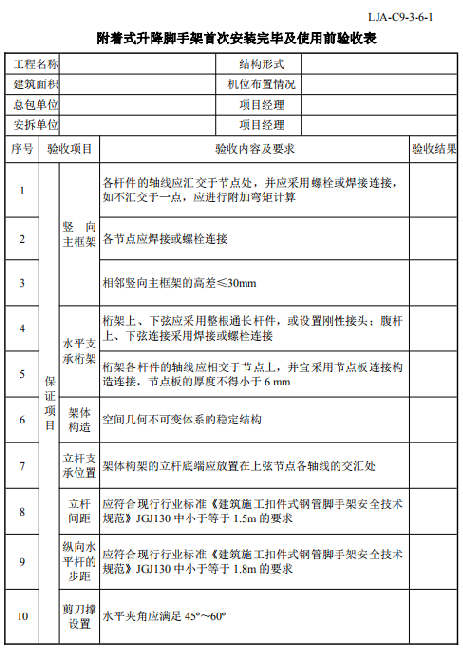 LJA-C9-3-6-1
附着式升降脚手架首次安装完毕及使用前验收表
工程名称 结构形式
建筑面积 机位布置情况
总包单位 项目经理
安拆单位 项目经理
序号 验收项目 验收内容及要求 验收结果
保证项目
竖向主框架
1 各杆件的轴线应汇交于节点处，并应采用螺栓或焊接连接，
如不汇交于一点，应进行附加弯矩计算
2 各节点应焊接或螺栓连接
3 相邻竖向主框架的高差≤30mm
水平支承桁架
4 桁架上、下弦应采用整根通长杆件，或设置刚性接头；腹杆
上、下弦连接采用焊接或螺栓连接
5 桁架各杆件的轴线应相交于节点上，并宜采用节点板连接构
造连接，节点板的厚度不得小于6 mm
6 架体构造 空间几何不可变体系的稳定结构
7 立杆支承位置 架体构架的立杆底端应放置在上弦节点各轴线的交汇处
8 立杆间距 应符合现行行业标准《建筑施工扣件式钢管脚手架安全技术
规范》JGJ130中小于等于1.5m的要求
9 纵向水平杆的步距 应符合现行行业标准《建筑施工扣件式钢管脚手架安全技术
规范》JGJ130中小于等于1.8m的要求
10 剪刀撑设置 水平夹角应满足45°～60°